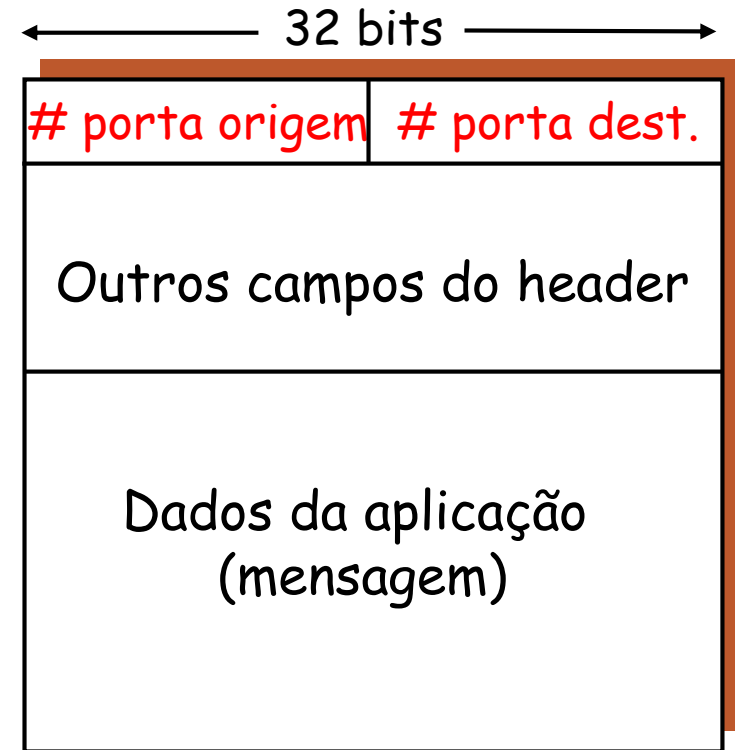 32 bits
# porta origem # porta dest.
Outros campos do header
Dados da aplicação
(mensagem)